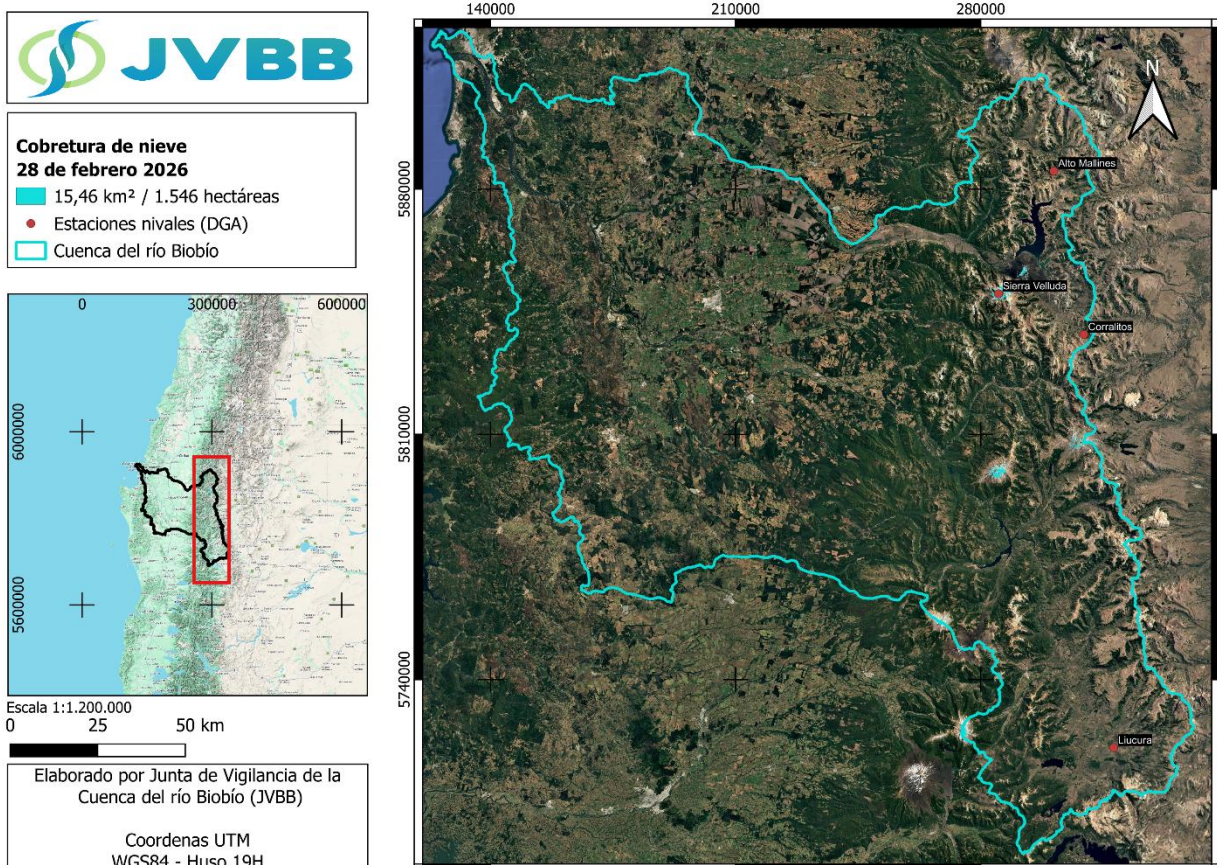 JVBB
Cobretura de nieve
28 de febrero 2026
15,46 km² / 1.546 hectáreas
Estaciones nivales (DGA)
Cuenca del río Biobío
0 300000 600000
6000000
5600000
Escala 1:1.200.000
0 25 50 km
Elaborado por Junta de Vigilancia de la
Cuenca del río Biobío (JVBB)
Coordenas UTM
WGS84 - Huso 19H
140000 210000 280000
5880000
5810000
5740000
N
Alto Mallines
Sierra Velluda
Corralitos
Liucura